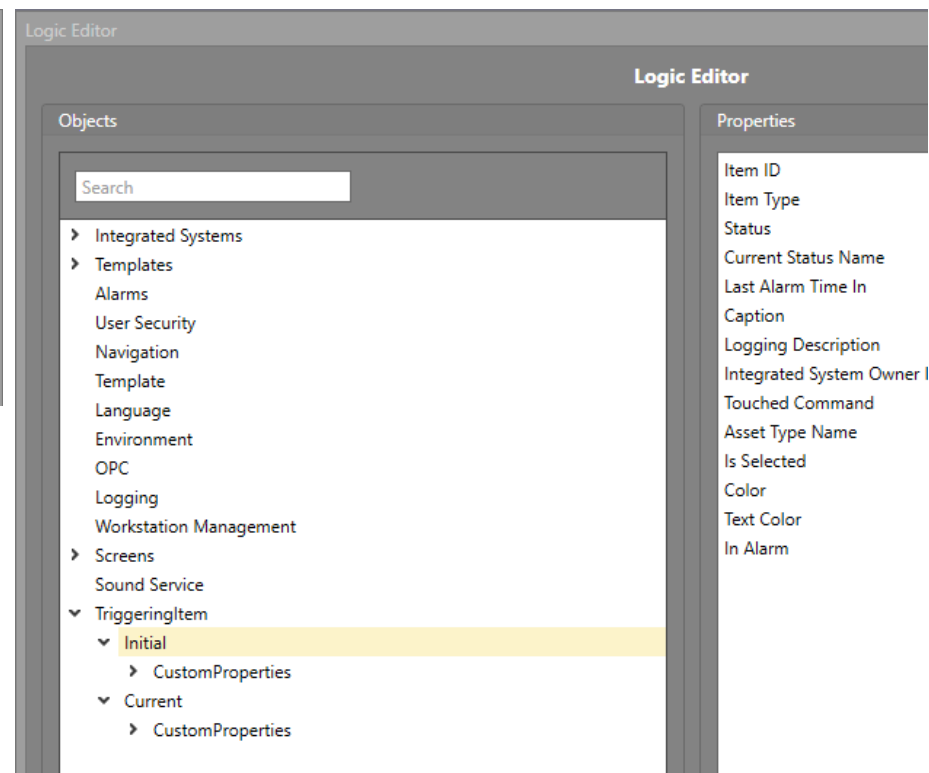 Logic Editor
Logic Editor
Objects
Search
Integrated Systems
Templates
Alarms
User Security
Navigation
Template
Language
Environment
OPC
Logging
Workstation Management
Screens
Sound Service
TriggeringItem
Initial
CustomProperties
Current
CustomProperties
Properties
Item ID
Item Type
Status
Current Status Name
Last Alarm Time In
Caption
Logging Description
Integrated System Owner
Touched Command
Asset Type Name
Is Selected
Color
Text Color
In Alarm